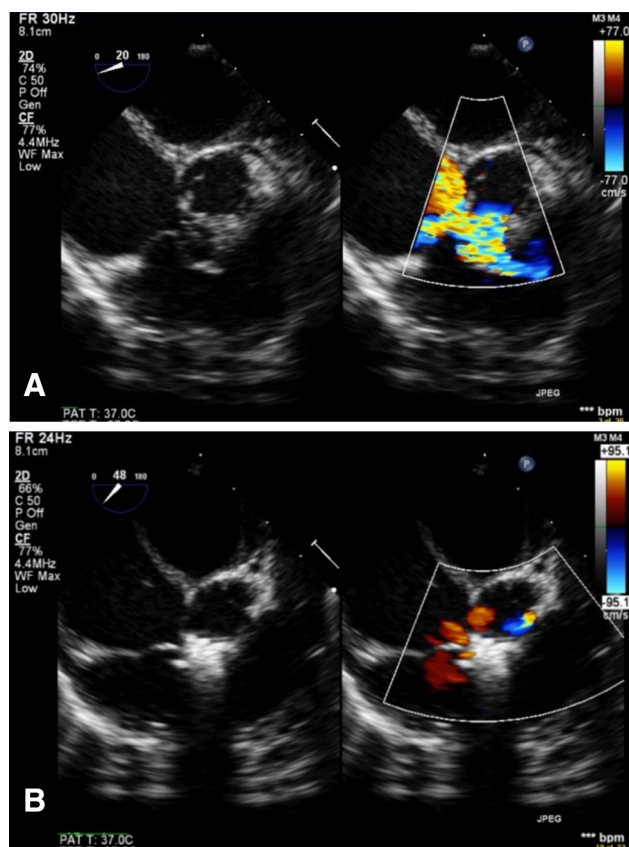 FR 30Hz
8.1cm
M3 M4
+77.0
2D
74%
C 50
P Off
Gen
CF
77%
4.4MHz
WF Max
Low
0 20 180
P
-77.0
cm/s
A
JPEG
PAT T: 37.0C
*** bpm
FR 24Hz
8.1cm
M3 M4
+95.1
2D
66%
C 50
P Off
Gen
CF
77%
4.4MHz
WF Max
Low
0 48 180
P
-95.1
cm/s
B
JPEG
PAT T: 37.0C
*** bpm